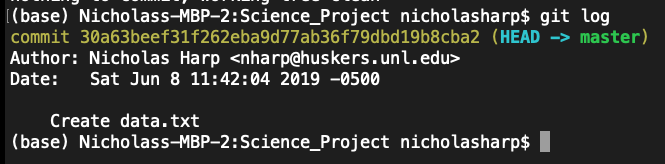 (base) Nicholass-MBP-2:Science_Project nicholasharp$ git log
commit 30a63beef31f262eba9d77ab36f79dbd19b8cba2 (HEAD -> master)
Author: Nicholas Harp <nharp@huskers.unl.edu>
Date:   Sat Jun 8 11:42:04 2019 -0500
    Create data.txt
(base) Nicholass-MBP-2:Science_Project nicholasharp$